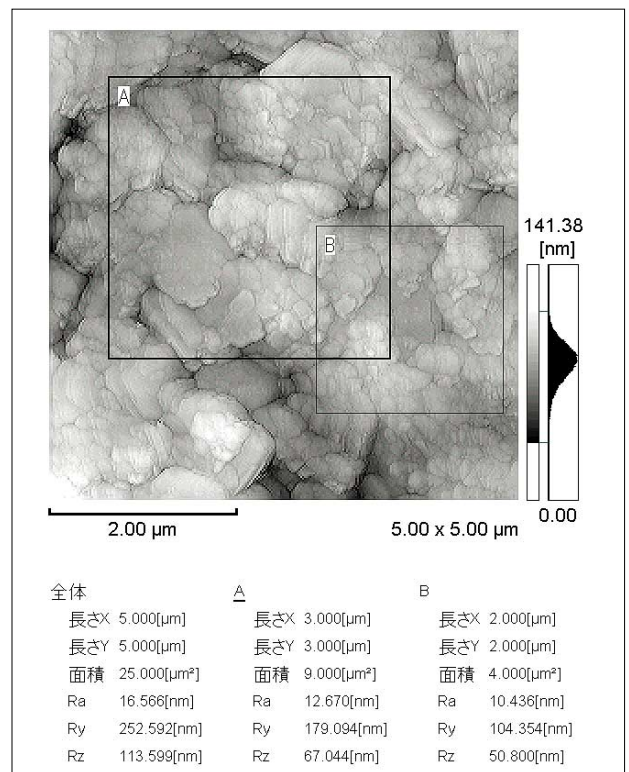 A
B
141.38
[nm]
0.00
2.00 µm
5.00 x 5.00 µm
全体 A B
長さX 5.000[µm] 長さX 3.000[µm] 長さX 2.000[µm]
長さY 5.000[µm] 長さY 3.000[µm] 長さY 2.000[µm]
面積 25.000[µm²] 面積 9.000[µm²] 面積 4.000[µm²]
Ra 16.566[nm] Ra 12.670[nm] Ra 10.436[nm]
Ry 252.592[nm] Ry 179.094[nm] Ry 104.354[nm]
Rz 113.599[nm] Rz 67.044[nm] Rz 50.800[nm]